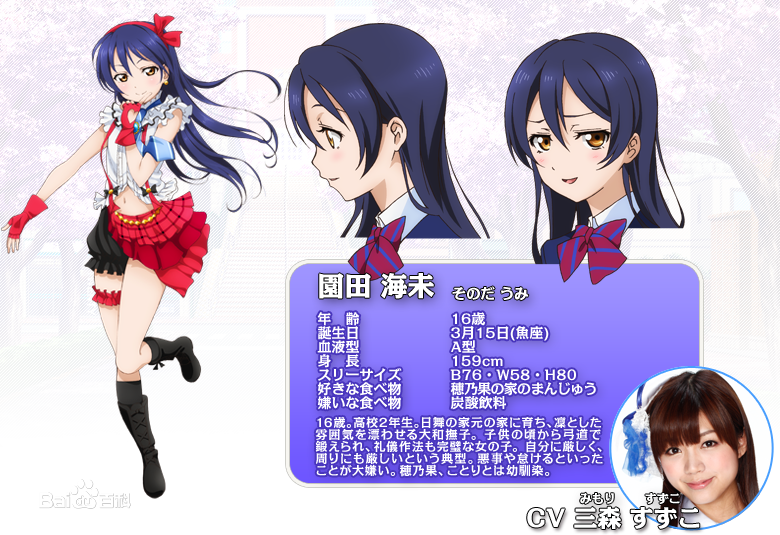 園田 海未 そのだ うみ
年 齢 16歳
誕生日 3月15日(魚座)
血液型 A型
身 長 159cm
スリーサイズ B76・W58・H80
好きな食べ物 穂乃果の家のまんじゅう
嫌いな食べ物 炭酸飲料
16歳。高校2年生。日舞の家元の家に育ち、凜とした
雰囲気を漂わせる大和撫子。子供の頃から弓道で
鍛えられ、礼儀作法も完璧な女の子。自分に厳しく、
周りにも厳しいという典型。悪事や怠けるといった
ことが大嫌い。穂乃果、ことりとは幼馴染。
みもり すずこ
CV 三森 すずこ
Bai百科